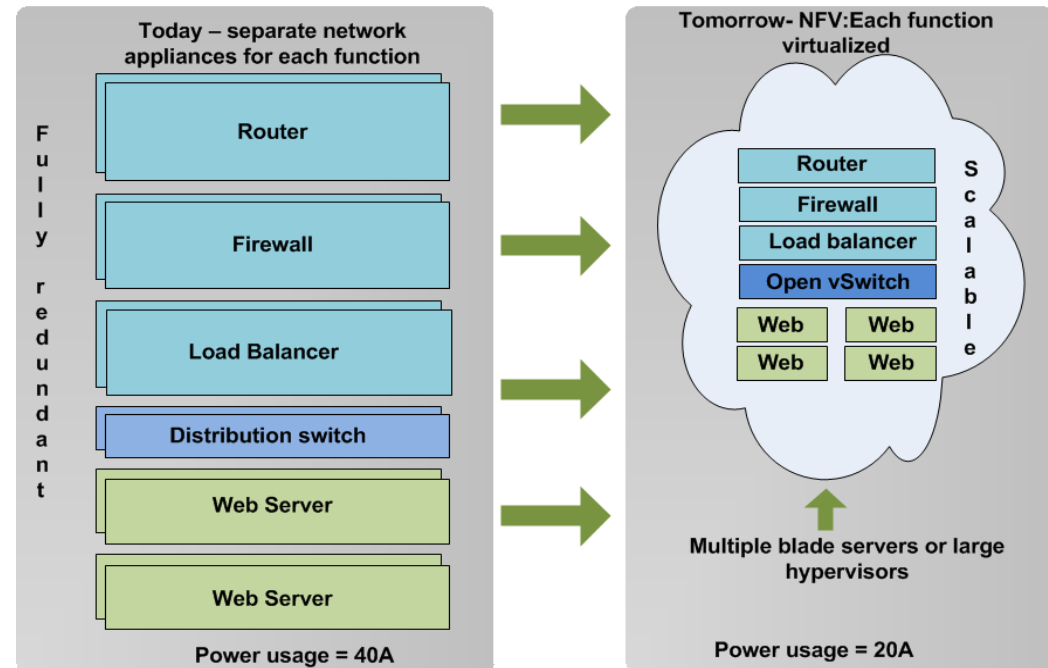 Today – separate network
appliances for each function
Fully redundant
Router
Firewall
Load Balancer
Distribution switch
Web Server
Web Server
Power usage = 40A
Tomorrow- NFV:Each function
virtualized
Router
Firewall
Load balancer
Open vSwitch
Web Web
Web Web
Scalable
Multiple blade servers or large
hypervisors
Power usage = 20A